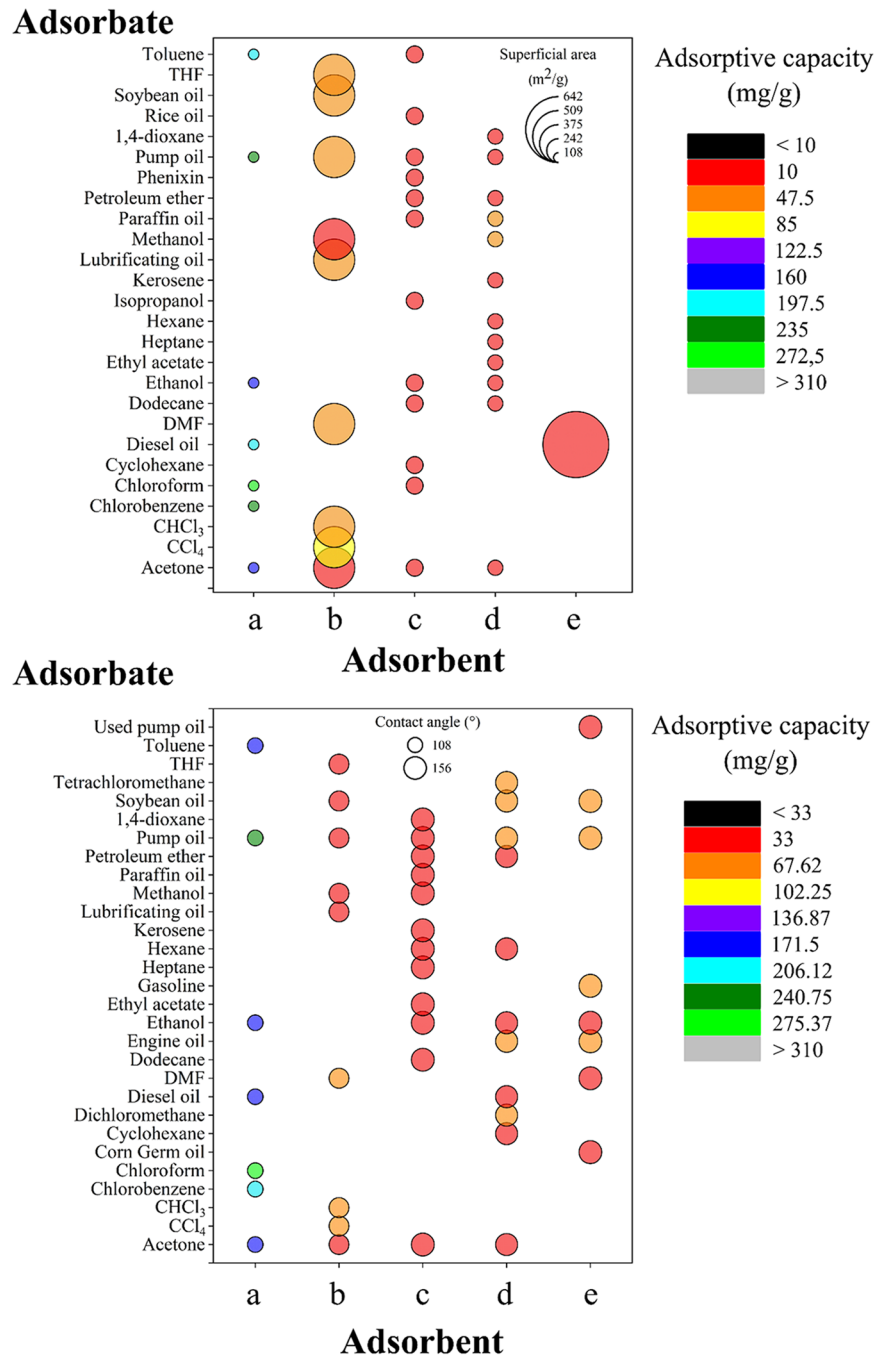 Adsorbate
Toluene
THF
Soybean oil
Rice oil
1,4-dioxane
Pump oil
Phenixin
Petroleum ether
Paraffin oil
Methanol
Lubrificating oil
Kerosene
Isopropanol
Hexane
Heptane
Ethyl acetate
Ethanol
Dodecane
DMF
Diesel oil
Cyclohexane
Chloroform
Chlorobenzene
CHCl3
CCl4
Acetone
Superficial area
(m2/g)
642
509
375
242
108
a b c d e
Adsorbent
Adsorptive capacity
(mg/g)
< 10
10
47.5
85
122.5
160
197.5
235
272,5
> 310
Adsorbate
Used pump oil
Toluene
THF
Tetrachloromethane
Soybean oil
1,4-dioxane
Pump oil
Petroleum ether
Paraffin oil
Methanol
Lubrificating oil
Kerosene
Hexane
Heptane
Gasoline
Ethyl acetate
Ethanol
Engine oil
Dodecane
DMF
Diesel oil
Dichloromethane
Cyclohexane
Corn Germ oil
Chloroform
Chlorobenzene
CHCl3
CCl4
Acetone
Contact angle (°)
108
156
a b c d e
Adsorbent
Adsorptive capacity
(mg/g)
< 33
33
67.62
102.25
136.87
171.5
206.12
240.75
275.37
> 310